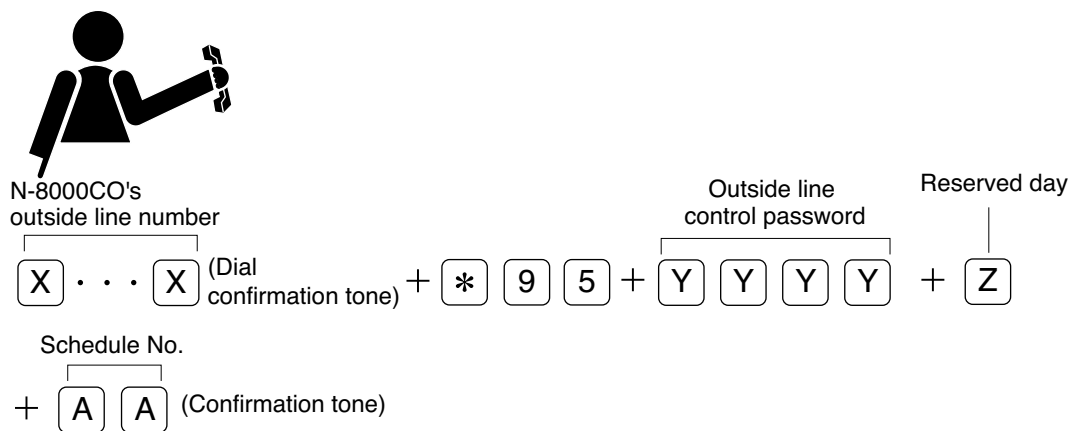 N-8000CO's
outside line number
Outside line
control password
Reserved day
X · · · X (Dial
confirmation tone) + * 9 5 + Y Y Y Y + Z
Schedule No.
+ A A (Confirmation tone)